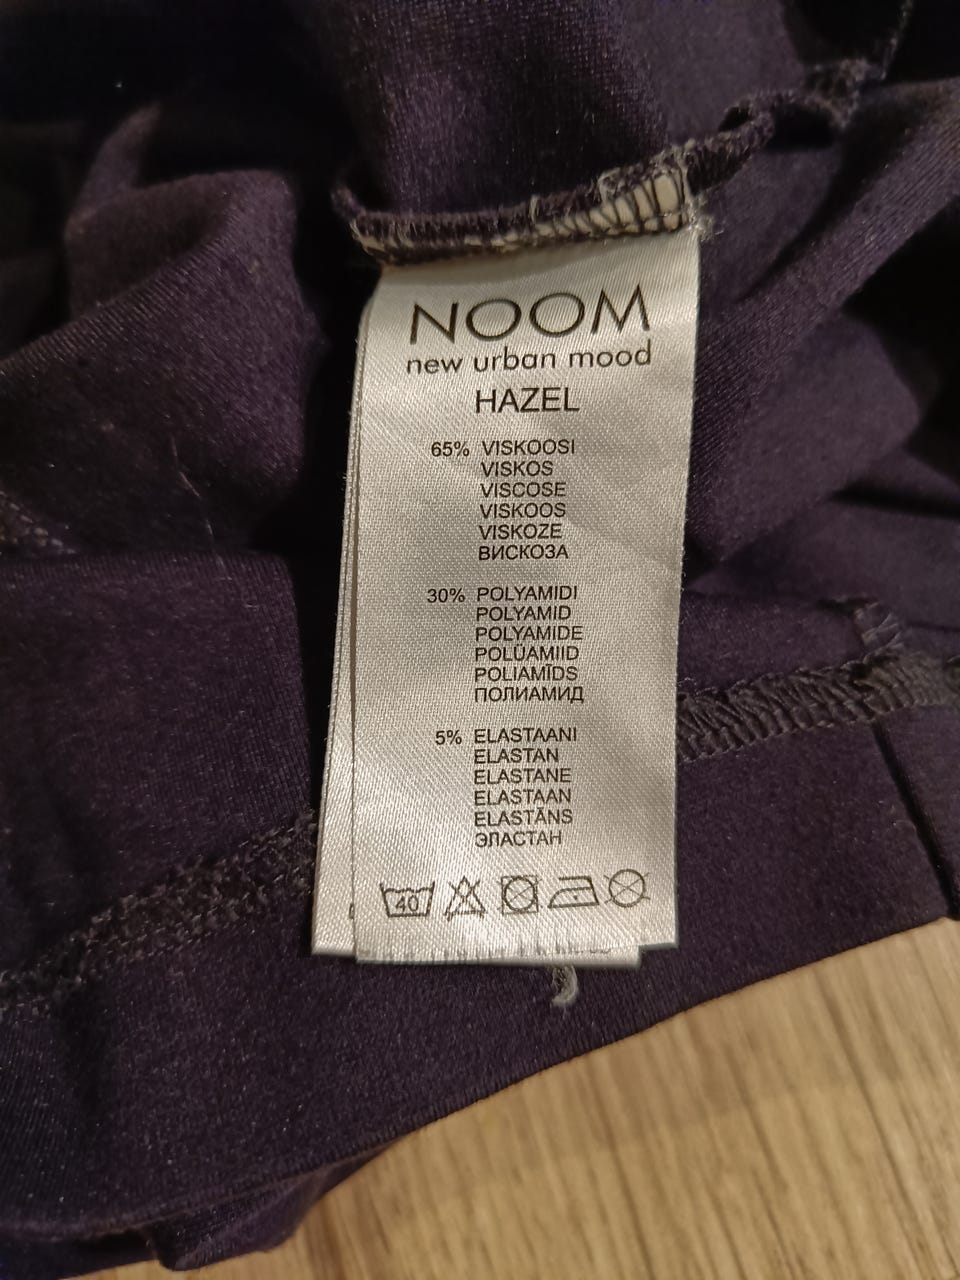 NOOM
new urban mood
HAZEL
65% VISKOOSI
VISKOS
VISCOSE
VISKOOS
VISKOZE
ВИСКОЗА
30% POLYAMIDI
POLYAMID
POLYAMIDE
POLÜAMIID
POLIAMĪDS
ПОЛИАМИД
5% ELASTAANI
ELASTAN
ELASTANE
ELASTAAN
ELASTĀNS
ЭЛАСТАН
40